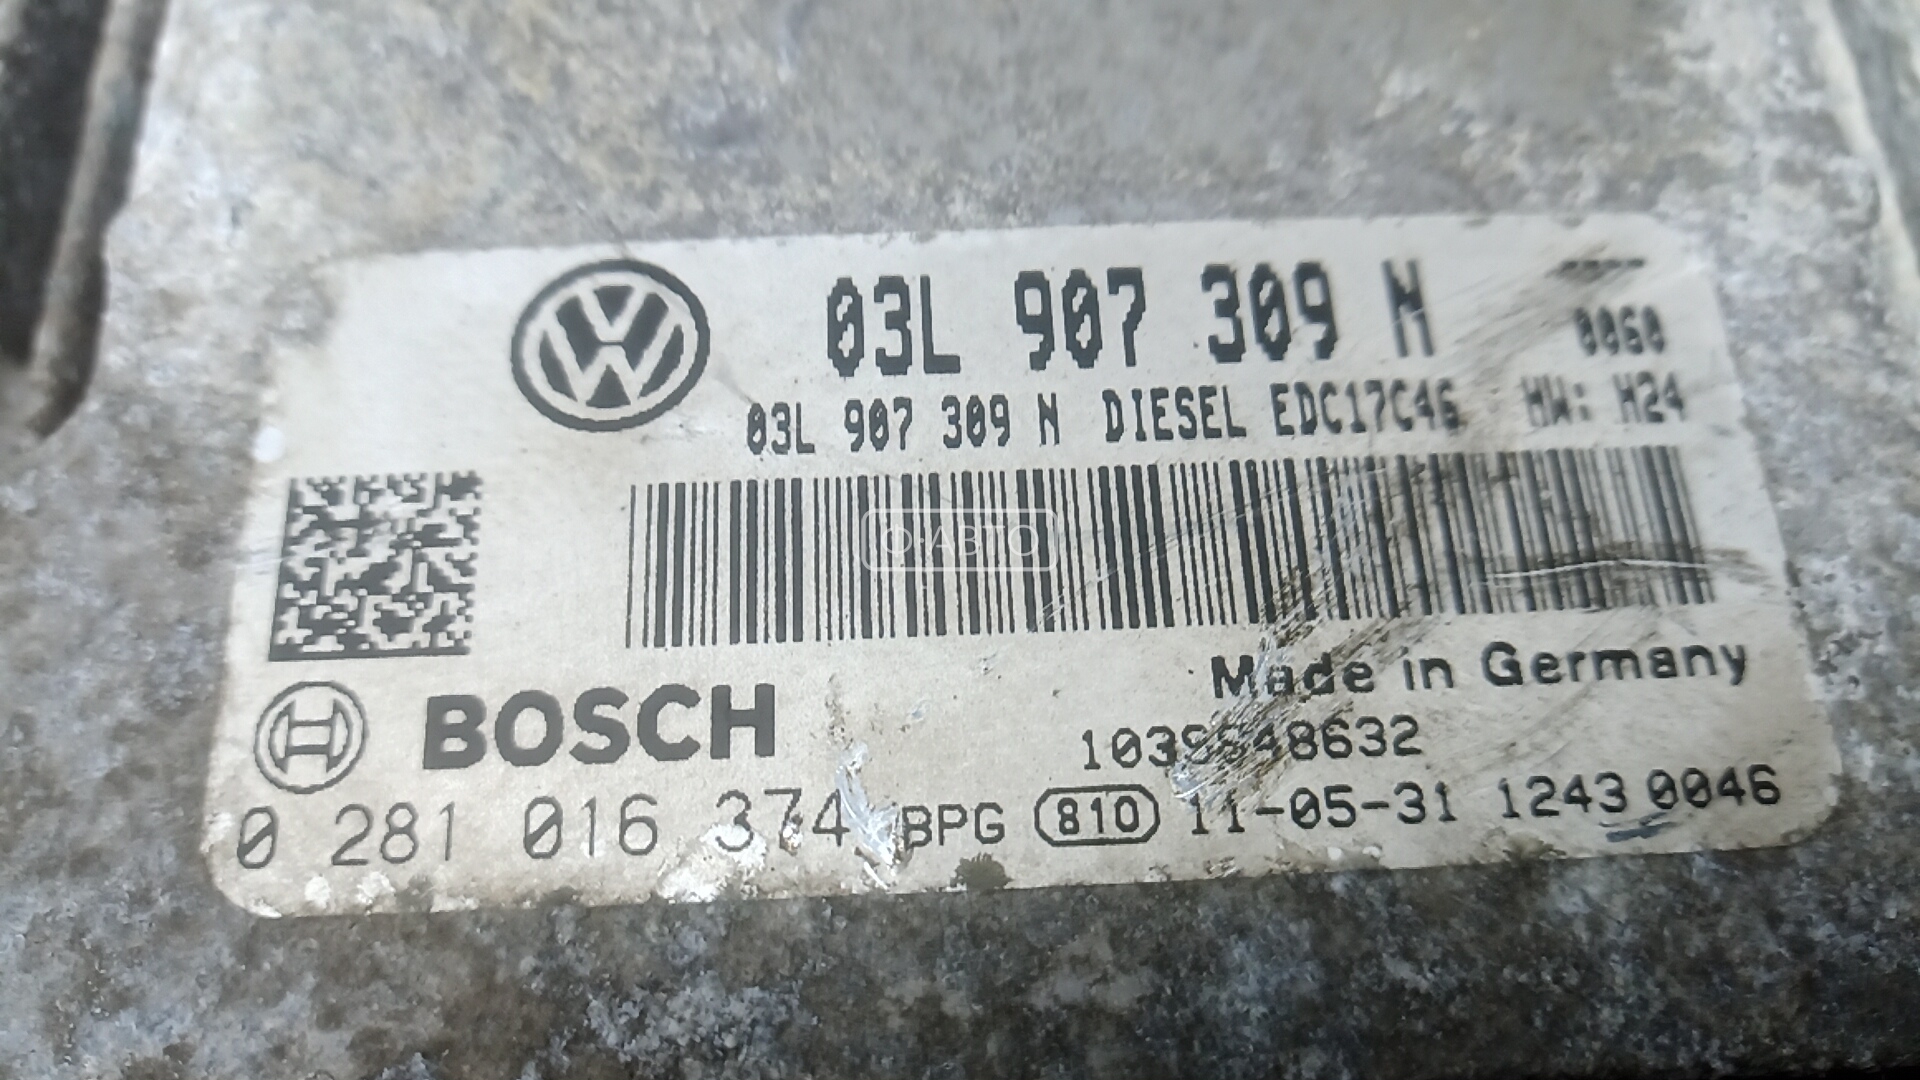 03L 907 309 N
0060
03L 907 309 N DIESEL EDC17C46 HW: H24
О·АВТО
Made in Germany
BOSCH
0 281 016 374 BPG 810 11-05-31 1243 0046